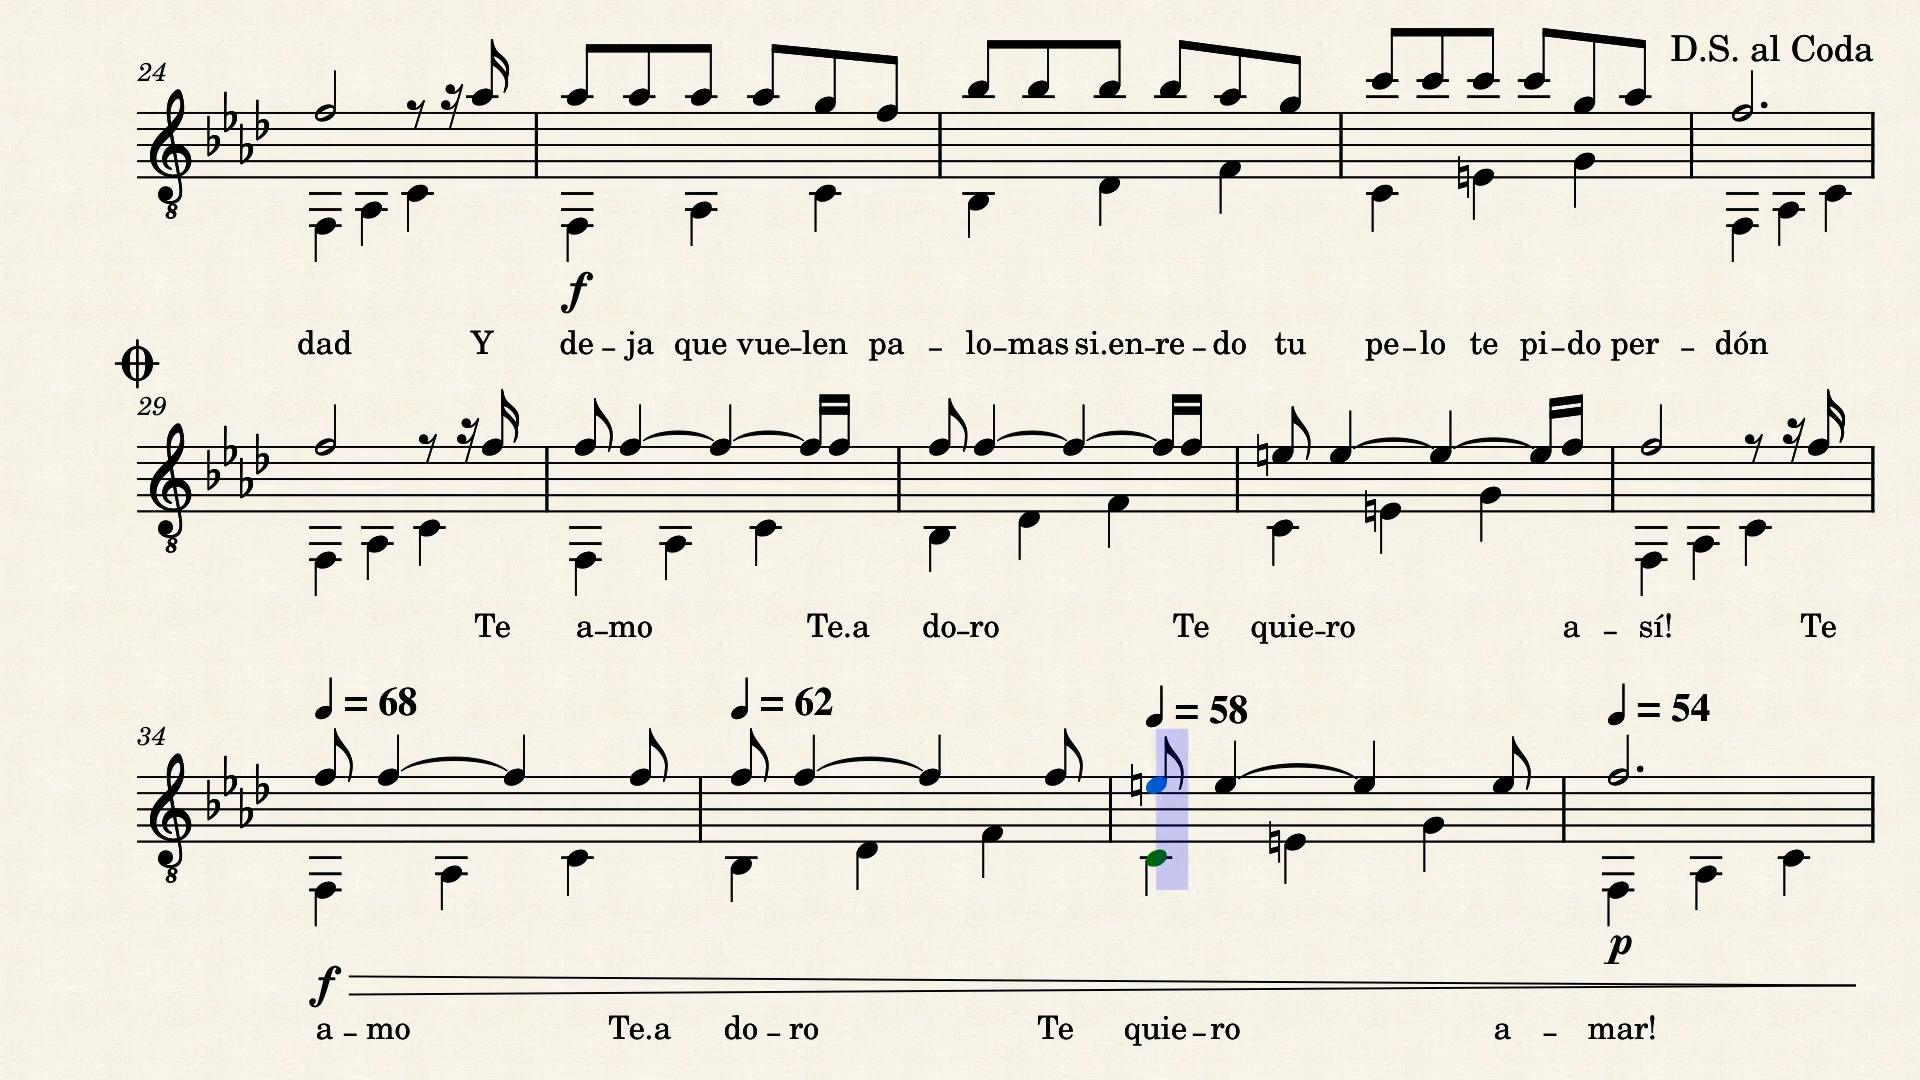 D.S. al Coda
24
8
f
dad Y de – ja que vue–len pa – lo–mas si.en–re – do tu pe–lo te pi–do per – dón
29
8
Te a–mo Te.a do–ro Te quie–ro a – sí! Te
= 68 = 62 = 58 = 54
34
8
p
f
a – mo Te.a do – ro Te quie–ro a – mar!